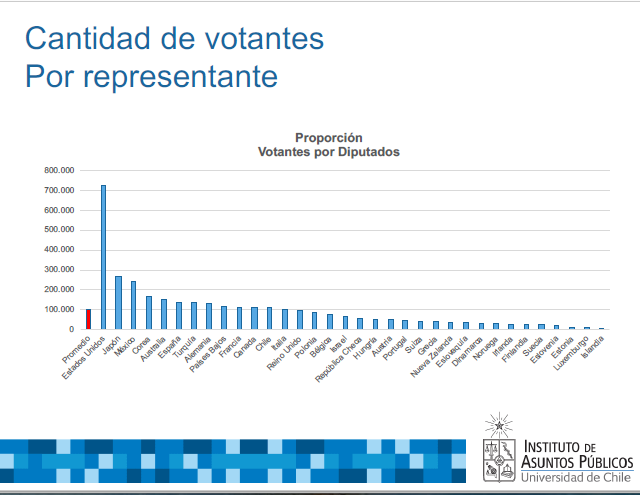 Cantidad de votantes
Por representante
Proporción
Votantes por Diputados
800.000
700.000
600.000
500.000
400.000
300.000
200.000
100.000
0
Promedio
Estados Unidos
Japón
México
Corea
Australia
España
Turquía
Alemania
Países Bajos
Francia
Canada
Chile
Italia
Reino Unido
Polonia
Bélgica
Israel
República Checa
Hungría
Austria
Portugal
Suiza
Grecia
Nueva Zelanda
Eslovaquía
Dinamarca
Noruega
Irlanda
Finlandia
Suecia
Eslovenia
Estonia
Luxemburgo
Islandia
INSTITUTO DE
ASUNTOS PÚBLICOS
Universidad de Chile